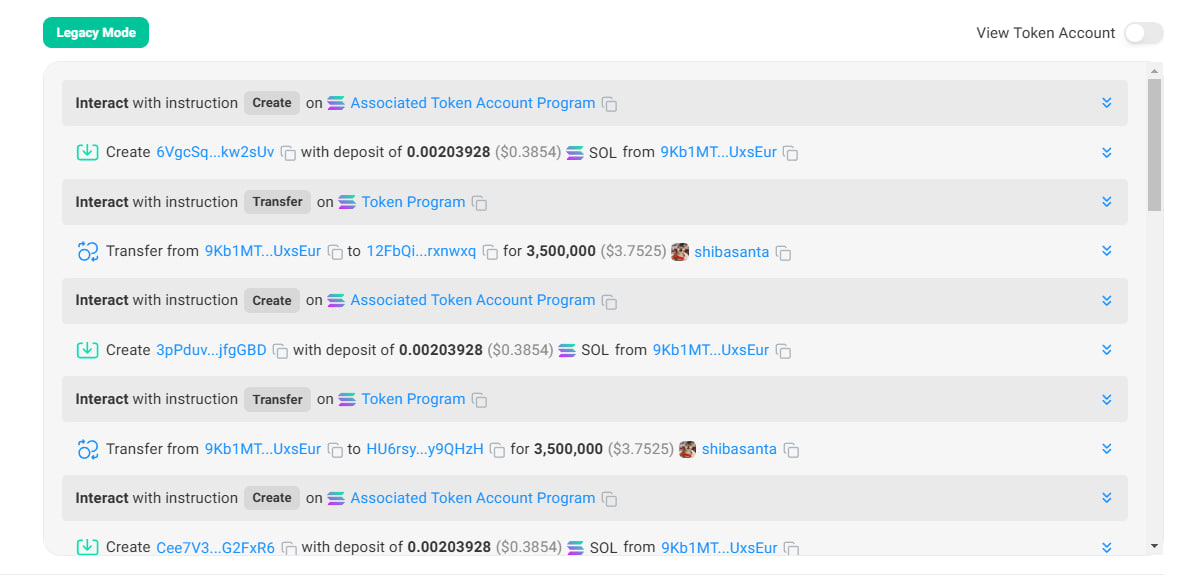 Legacy Mode
View Token Account
Interact with instruction Create on Associated Token Account Program
Create 6VgcSq...kw2sUv with deposit of 0.00203928 ($0.3854) SOL from 9Kb1MT...UxsEur
Interact with instruction Transfer on Token Program
Transfer from 9Kb1MT...UxsEur to 12FbQi...rxnwxq for 3,500,000 ($3.7525) shibasanta
Interact with instruction Create on Associated Token Account Program
Create 3pPduv...jfgGBD with deposit of 0.00203928 ($0.3854) SOL from 9Kb1MT...UxsEur
Interact with instruction Transfer on Token Program
Transfer from 9Kb1MT...UxsEur to HU6rsy...y9QHzH for 3,500,000 ($3.7525) shibasanta
Interact with instruction Create on Associated Token Account Program
Create Cee7V3...G2FxR6 with deposit of 0.00203928 ($0.3854) SOL from 9Kb1MT...UxsEur